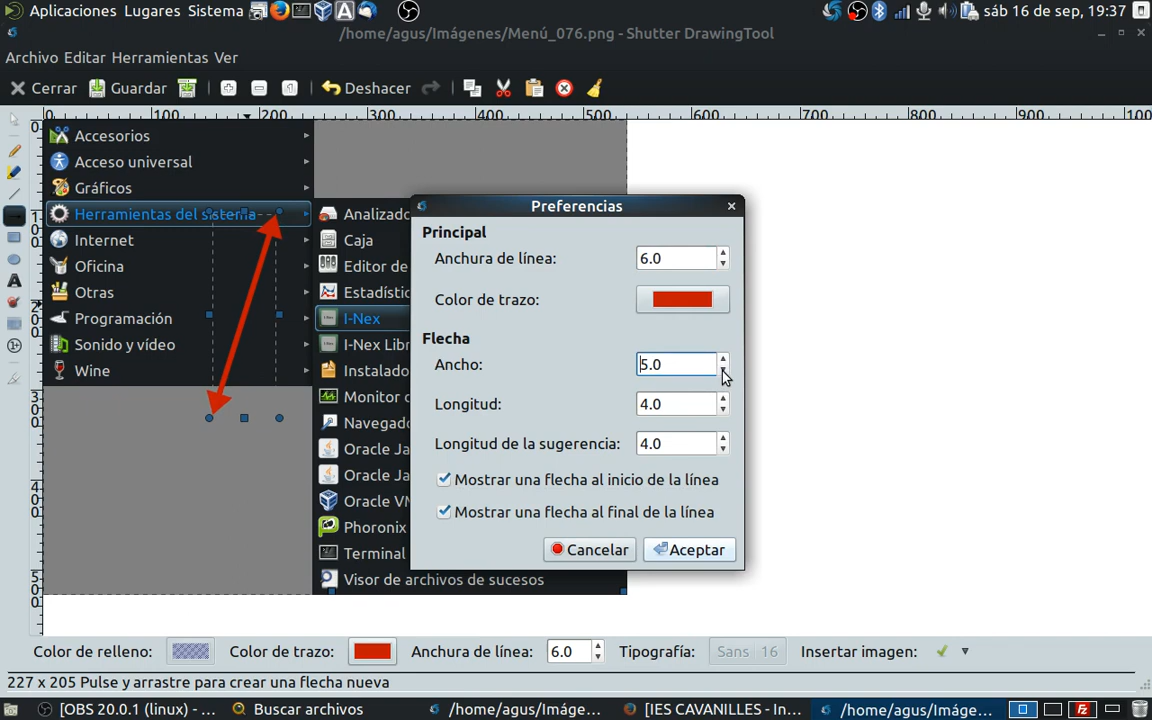 Aplicaciones Lugares Sistema
sáb 16 de sep, 19:37
/home/agus/Imágenes/Menú_076.png - Shutter DrawingTool
Archivo Editar Herramientas Ver
Cerrar Guardar Deshacer
0 100 200 300 400 500 600 700 800 900
Accesorios
Acceso universal
Gráficos
Herramientas del sistema
Internet
Oficina
Otras
Programación
Sonido y vídeo
Wine
Analizado
Caja
Editor de
Estadístic
I-Nex
I-Nex Libr
Instalado
Monitor
Navegado
Oracle Ja
Oracle Ja
Oracle VM
Phoronix
Terminal
Visor de archivos de sucesos
Preferencias
Principal
Anchura de línea: 6.0
Color de trazo:
Flecha
Ancho: 5.0
Longitud: 4.0
Longitud de la sugerencia: 4.0
Mostrar una flecha al inicio de la línea
Mostrar una flecha al final de la línea
Cancelar Aceptar
Color de relleno: Color de trazo: Anchura de línea: 6.0 Tipografía: Sans 16 Insertar imagen:
227 x 205 Pulse y arrastre para crear una flecha nueva
[OBS 20.0.1 (linux) - ... Buscar archivos /home/agus/Imáge... [IES CAVANILLES - In... /home/agus/Imáge...